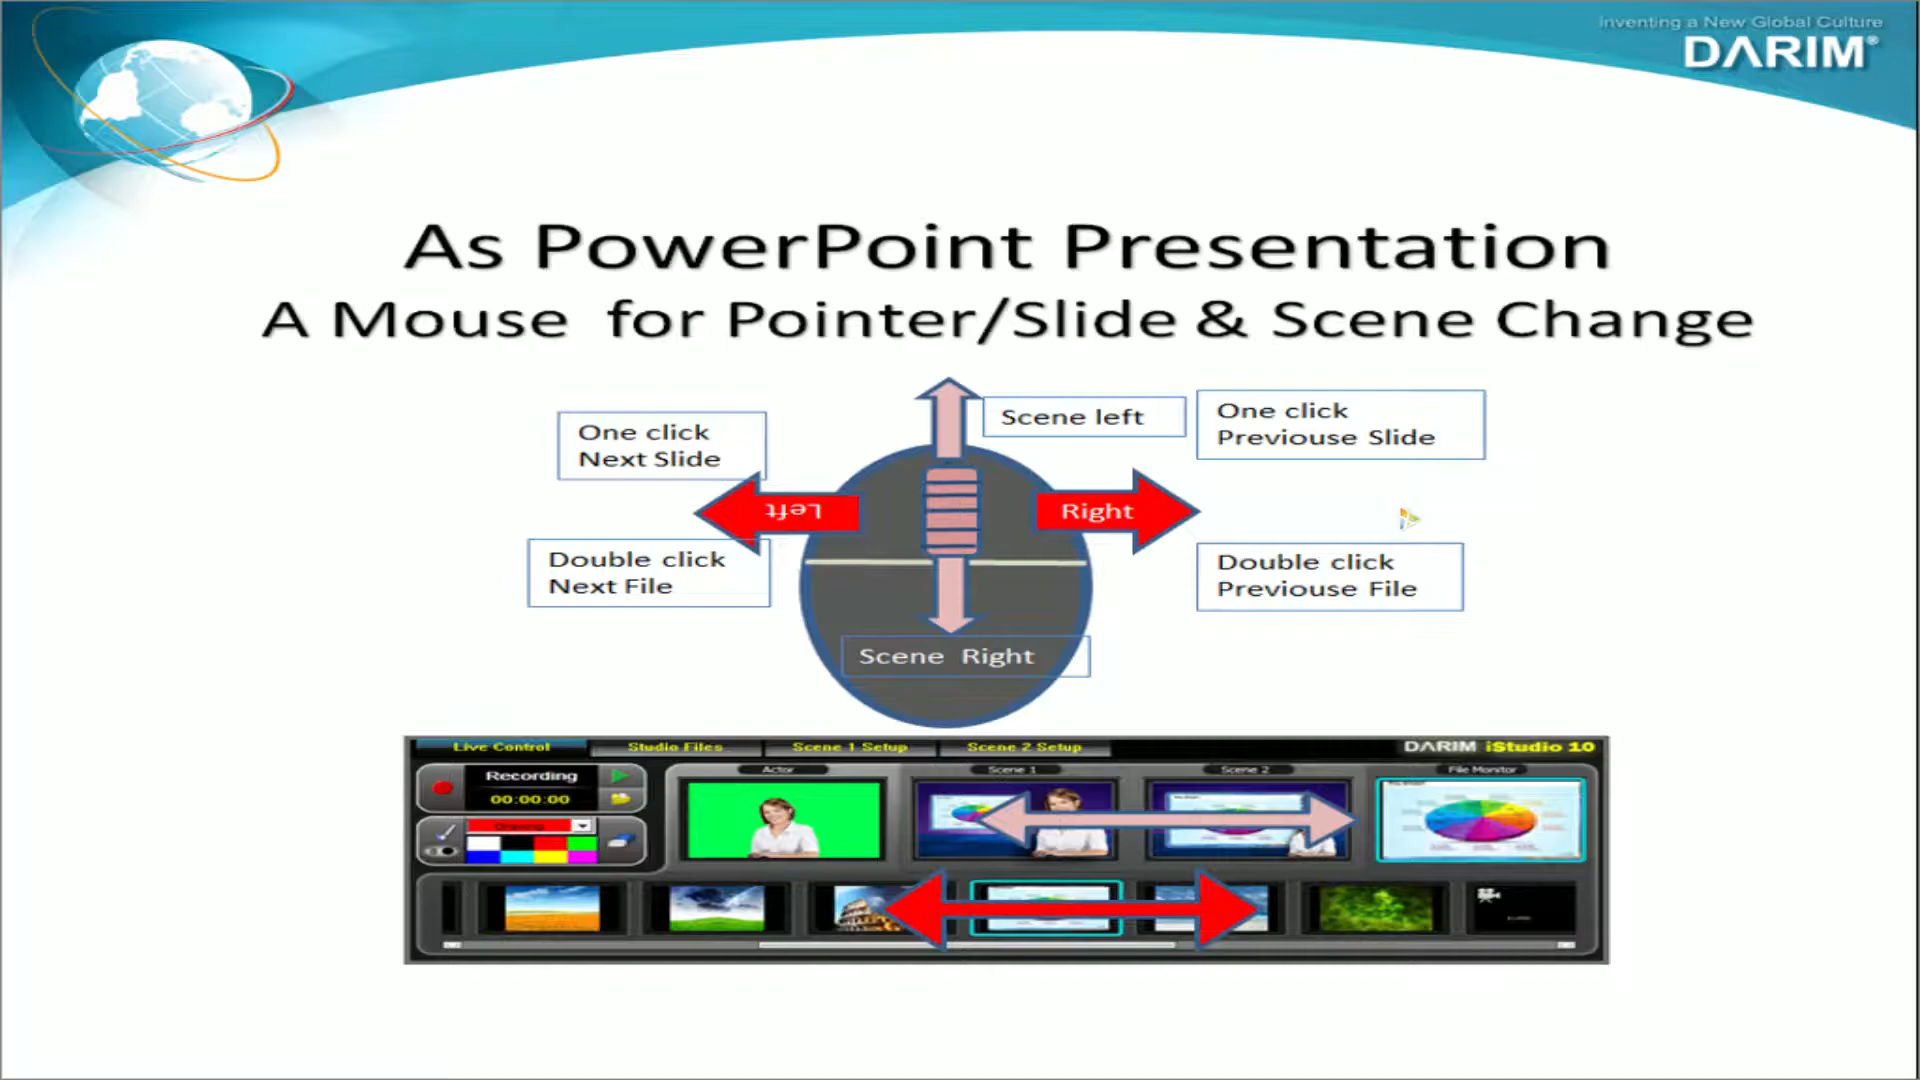 Inventing a New Global Culture
DARIM®
As PowerPoint Presentation
A Mouse for Pointer/Slide & Scene Change
Scene left
One click
Previouse Slide
One click
Next Slide
Left
Right
Double click
Next File
Double click
Previouse File
Scene Right
Live Control
Studio Files
Scene 1 Setup
Scene 2 Setup
DARIM iStudio 10
Actor
Scene 1
Scene 2
File Monitor
Recording
00:00:00
Drawing